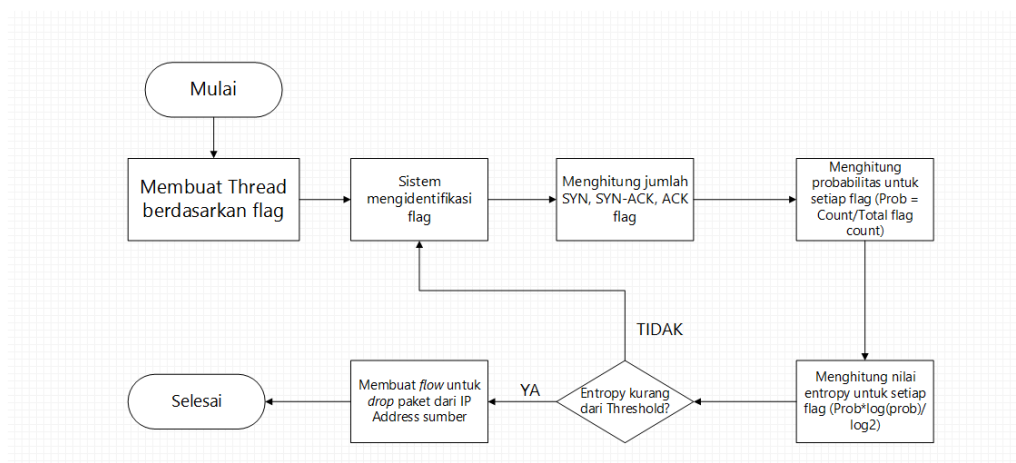 Mulai
Membuat Thread
berdasarkan flag
Sistem
mengidentifikasi
flag
Menghitung jumlah
SYN, SYN-ACK, ACK
flag
Menghitung
probabilitas untuk
setiap flag (Prob =
Count/Total flag
count)
TIDAK
Menghitung nilai
entropy untuk setiap
flag (Prob*log(prob)/
log2)
Entropy kurang
dari Threshold?
YA
Membuat flow untuk
drop paket dari IP
Address sumber
Selesai